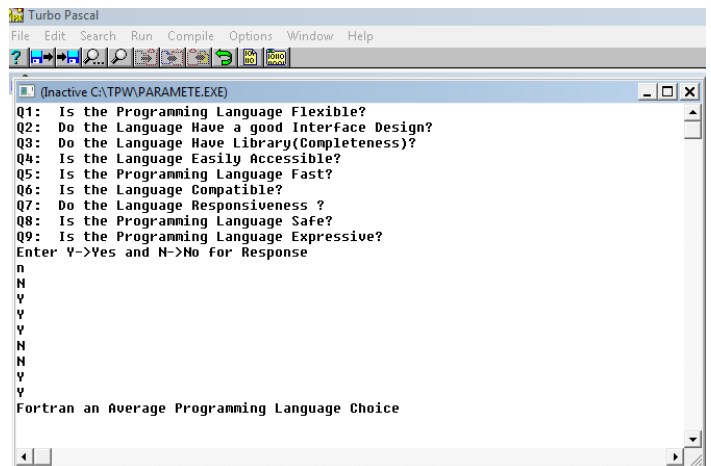 Turbo Pascal
File Edit Search Run Compile Options Window Help
(Inactive C:\TPW\PARAMETE.EXE)
Q1: Is the Programming Language Flexible?
Q2: Do the Language Have a good Interface Design?
Q3: Do the Language Have Library(Completeness)?
Q4: Is the Language Easily Accessible?
Q5: Is the Programming Language Fast?
Q6: Is the Language Compatible?
Q7: Do the Language Responsiveness ?
Q8: Is the Programming Language Safe?
Q9: Is the Programming Language Expressive?
Enter Y->Yes and N->No for Response
n
N
Y
Y
Y
N
N
Y
Y
Fortran an Average Programming Language Choice